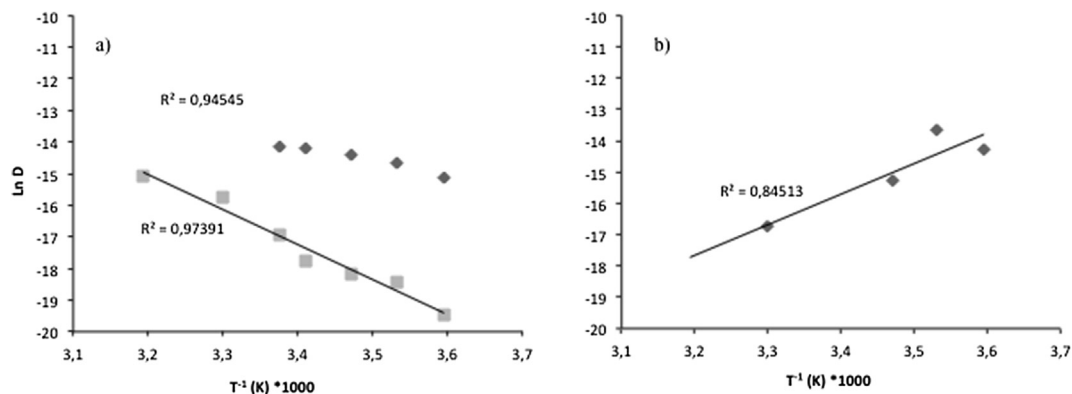 a)
-10
-11
-12
-13
-14
-15
-16
-17
-18
-19
-20
Ln D
R² = 0,94545
R² = 0,97391
3,1 3,2 3,3 3,4 3,5 3,6 3,7
T⁻¹ (K) *1000
b)
-10
-11
-12
-13
-14
-15
-16
-17
-18
-19
-20
R² = 0,84513
3,1 3,2 3,3 3,4 3,5 3,6 3,7
T⁻¹ (K) *1000